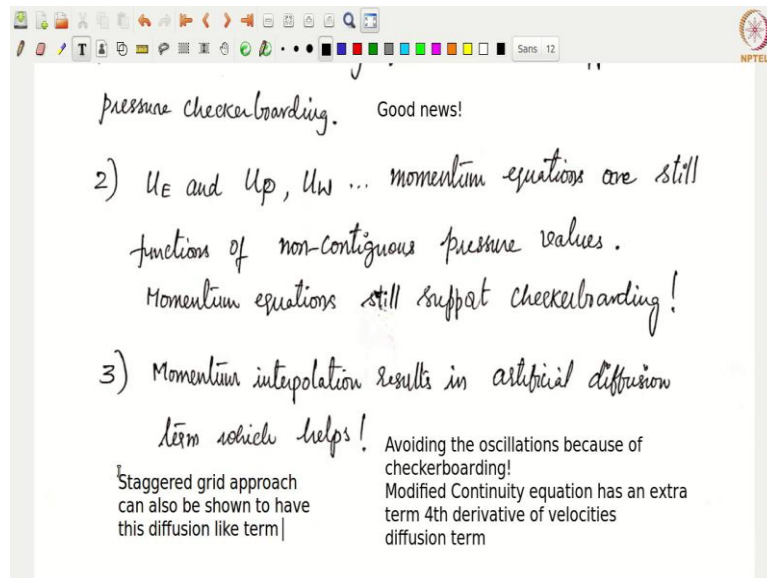 Sans 12
NPTEL
pressure checkerboarding. Good news!
2) UE and UP, UW ... momentum equations are still
functions of non-contiguous pressure values.
Momentum equations still support checkerboarding!
3) Momentum interpolation results in artificial diffusion
term which helps!
Avoiding the oscillations because of
checkerboarding!
Modified Continuity equation has an extra
term 4th derivative of velocities
diffusion term
Staggered grid approach
can also be shown to have
this diffusion like term